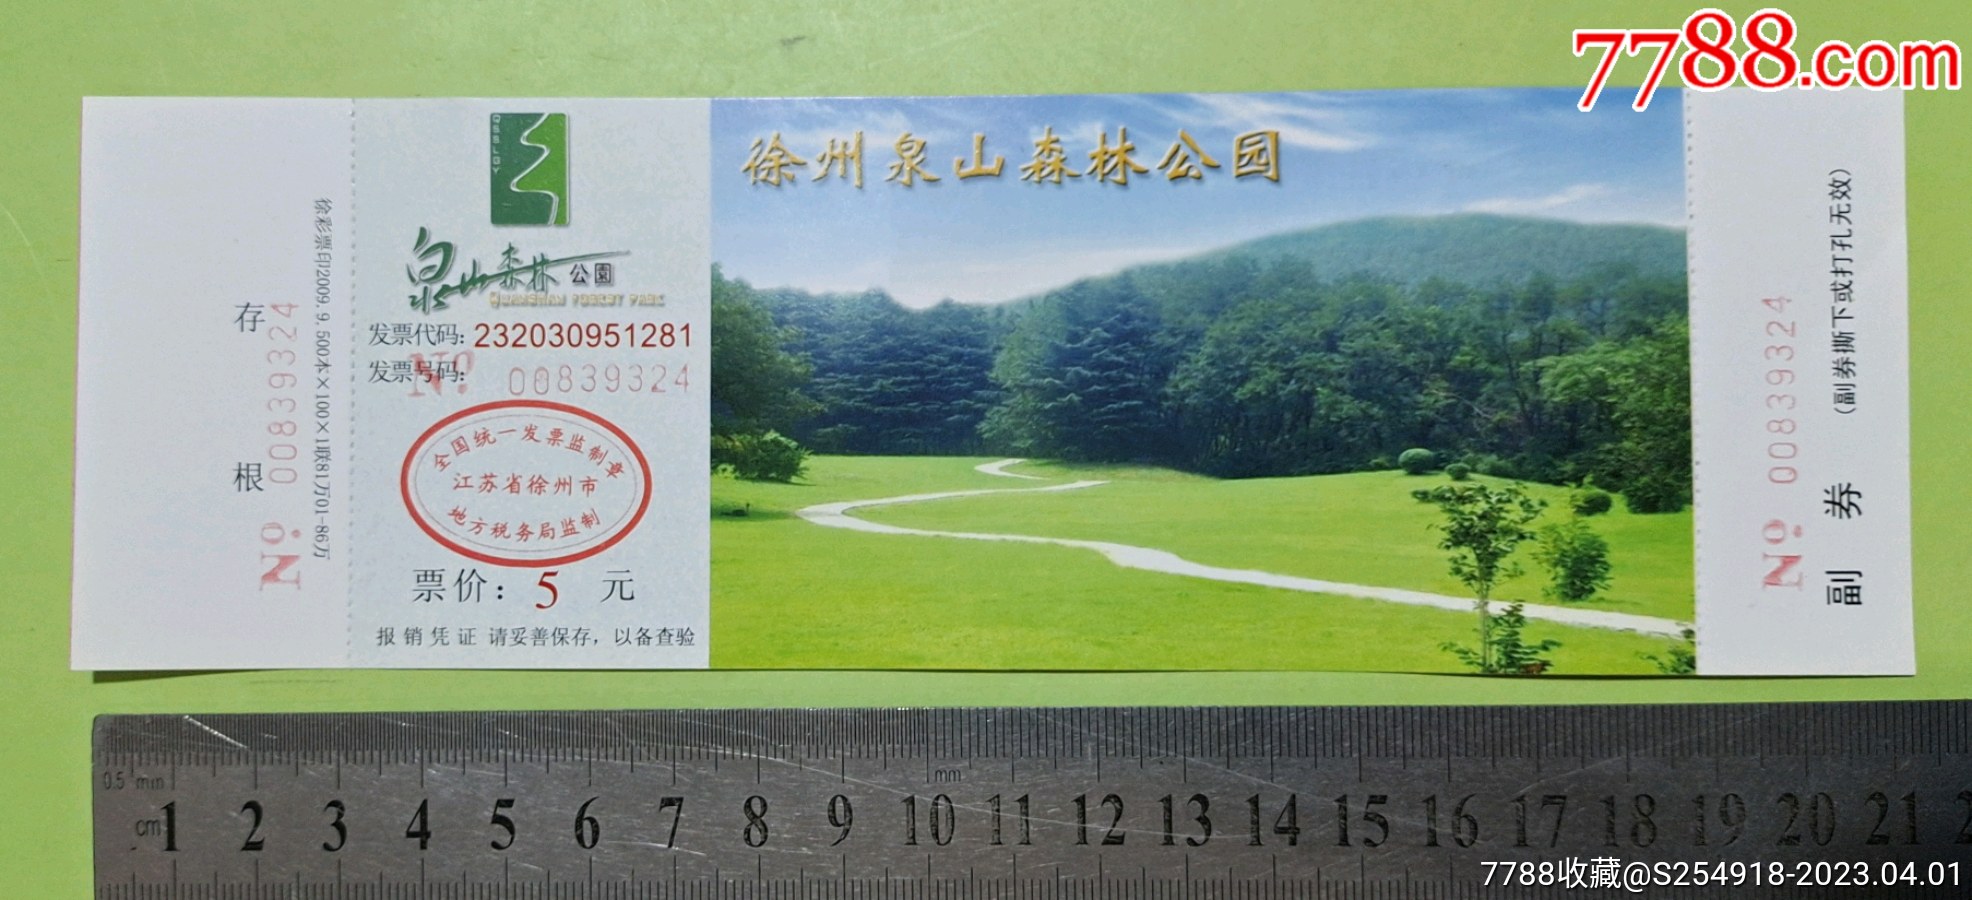 7788.com
存根
No. 00839324
徐彩票印2009.9.500本×100×1联81万01-86万
QSSLGY
泉山森林公園
QUANSHAN FOREST PARK
发票代码：232030951281
发票号码：
No. 00839324
全国统一发票监制章
江苏省徐州市
地方税务局监制
票价：5 元
报销凭证 请妥善保存，以备查验
徐州泉山森林公园
No. 00839324
副券 （副券撕下或打孔无效）
0.5 mm
mm
cm 1 2 3 4 5 6 7 8 9 10 11 12 13 14 15 16 17 18 19 20 21
7788收藏@S254918-2023.04.01